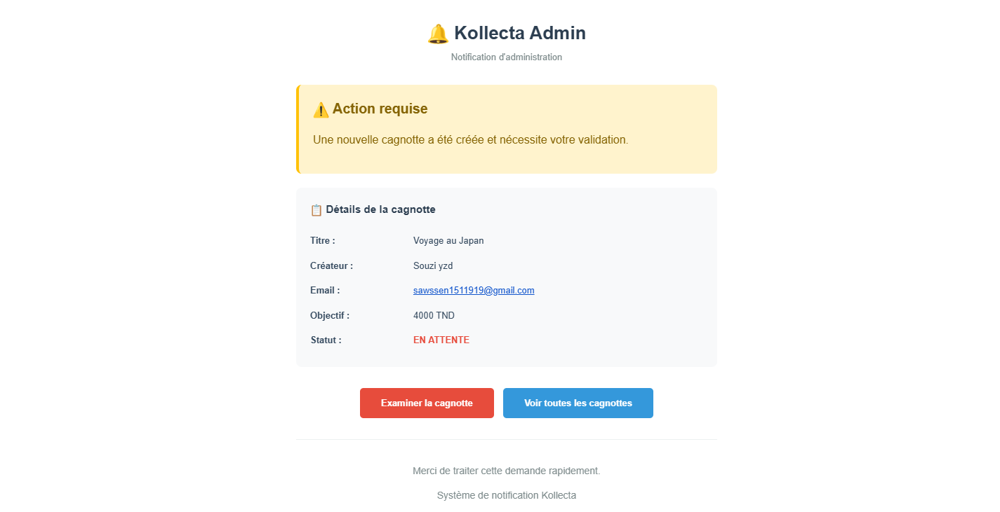 🔔 Kollecta Admin
Notification d'administration
⚠️ Action requise
Une nouvelle cagnotte a été créée et nécessite votre validation.
📋 Détails de la cagnotte
Titre : Voyage au Japan
Créateur : Souzi yzd
Email : sawssen1511919@gmail.com
Objectif : 4000 TND
Statut : EN ATTENTE
Examiner la cagnotte Voir toutes les cagnottes
Merci de traiter cette demande rapidement.
Système de notification Kollecta